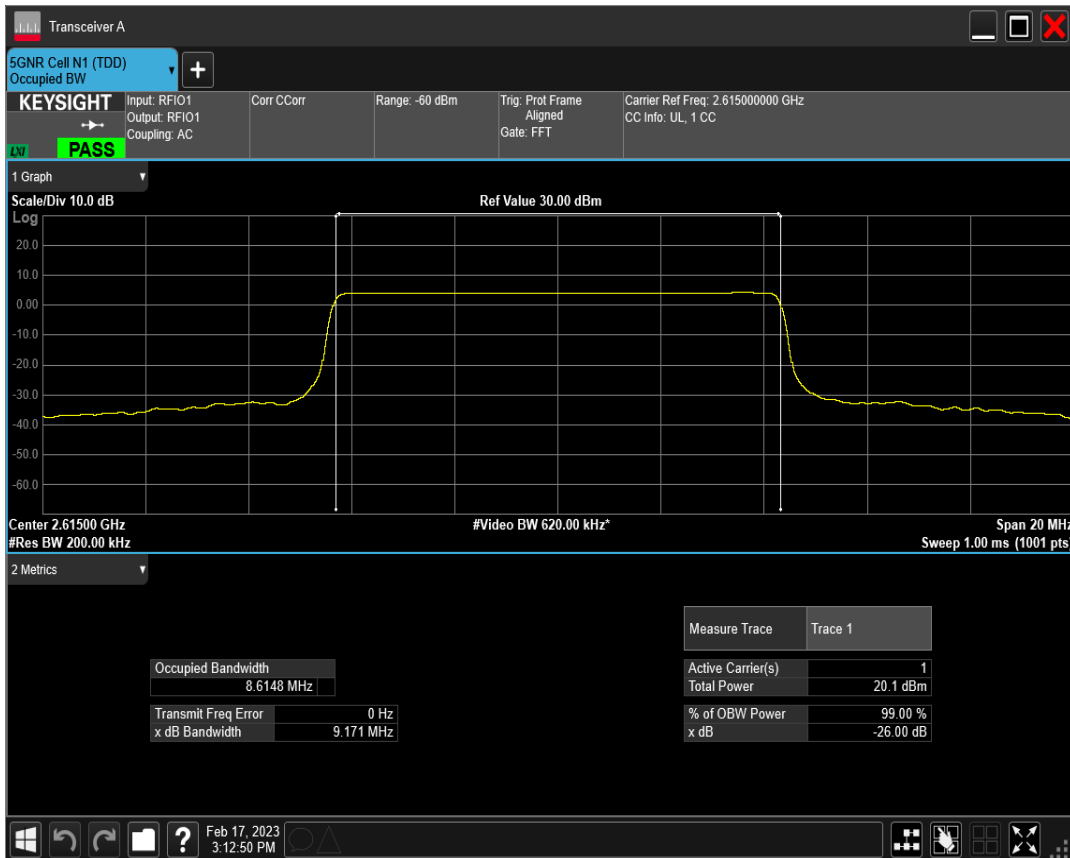 Transceiver A
5GNR Cell N1 (TDD)
Occupied BW
+
KEYSIGHT
LXI
PASS
Input: RFIO1
Output: RFIO1
Coupling: AC
Corr CCorr
Range: -60 dBm
Trig: Prot Frame
Aligned
Gate: FFT
Carrier Ref Freq: 2.615000000 GHz
CC Info: UL, 1 CC
1 Graph
Scale/Div 10.0 dB
Ref Value 30.00 dBm
Log
20.0
10.0
0.00
-10.0
-20.0
-30.0
-40.0
-50.0
-60.0
Center 2.61500 GHz
#Video BW 620.00 kHz*
Span 20 MHz
#Res BW 200.00 kHz
Sweep 1.00 ms (1001 pts)
2 Metrics
Measure Trace Trace 1
Occupied Bandwidth
8.6148 MHz
Active Carrier(s) 1
Total Power 20.1 dBm
Transmit Freq Error 0 Hz
x dB Bandwidth 9.171 MHz
% of OBW Power 99.00 %
x dB -26.00 dB
?
Feb 17, 2023
3:12:50 PM